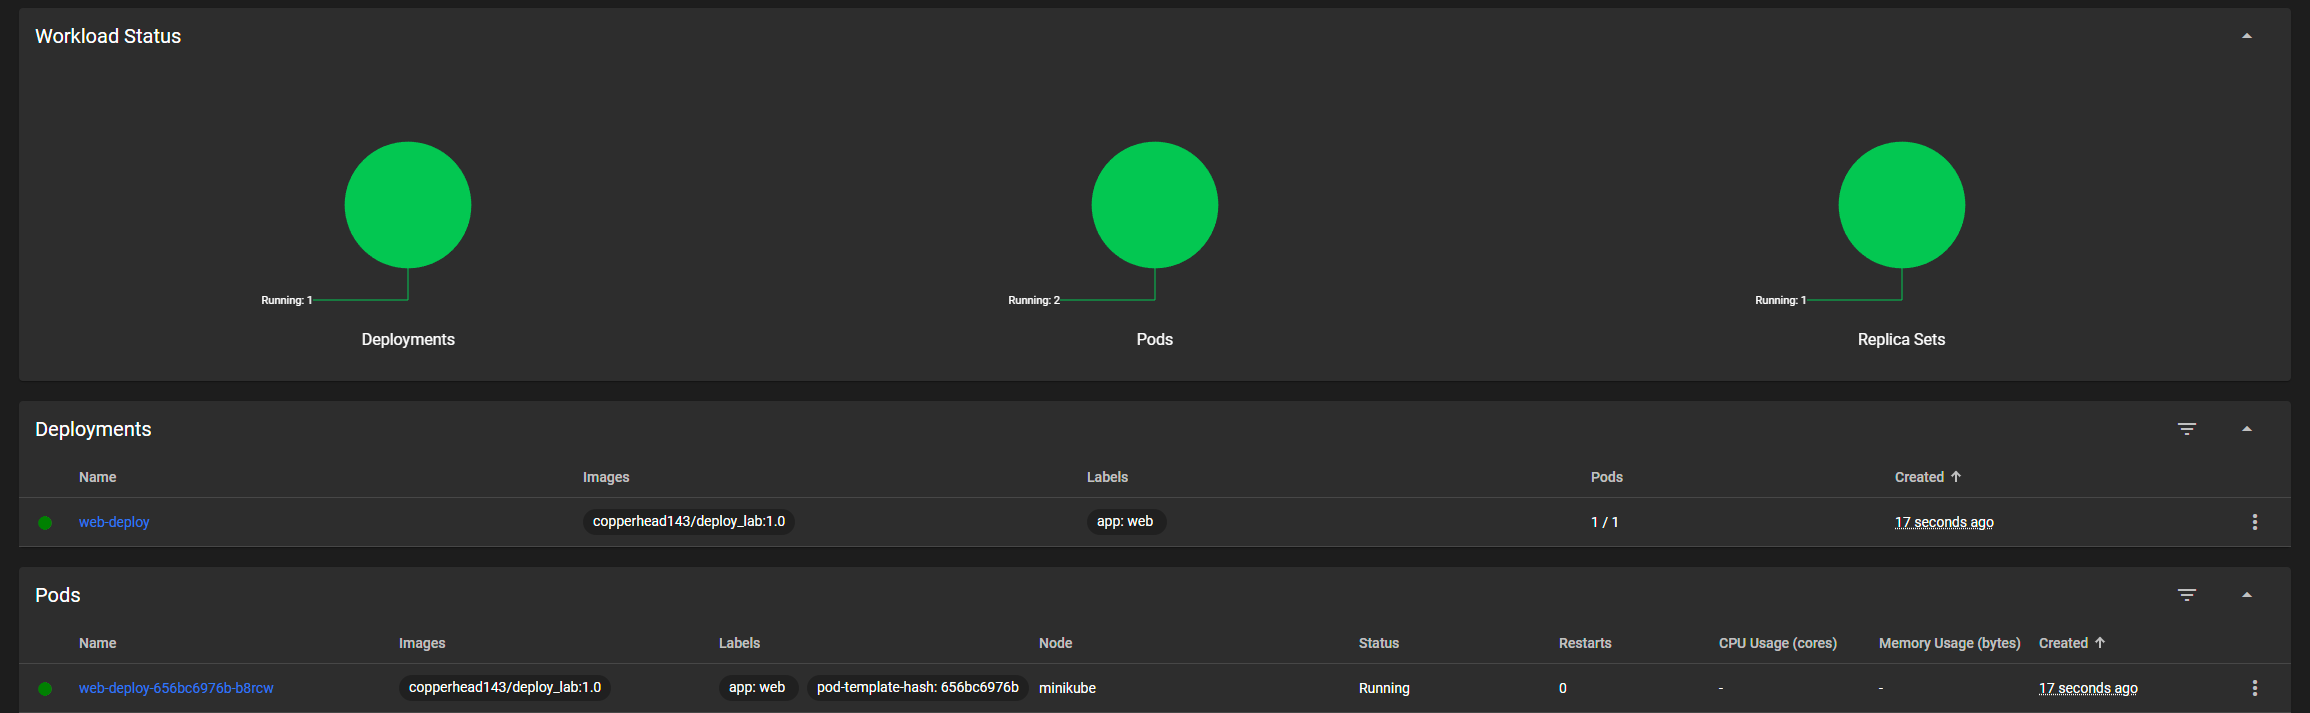 Workload Status
Running: 1
Running: 2
Running: 1
Deployments
Pods
Replica Sets
Deployments
Name Images Labels Pods Created
web-deploy copperhead143/deploy_lab:1.0 app: web 1 / 1 17 seconds ago
Pods
Name Images Labels Node Status Restarts CPU Usage (cores) Memory Usage (bytes) Created
web-deploy-656bc6976b-b8rcw copperhead143/deploy_lab:1.0 app: web pod-template-hash: 656bc6976b minikube Running 0 - - 17 seconds ago